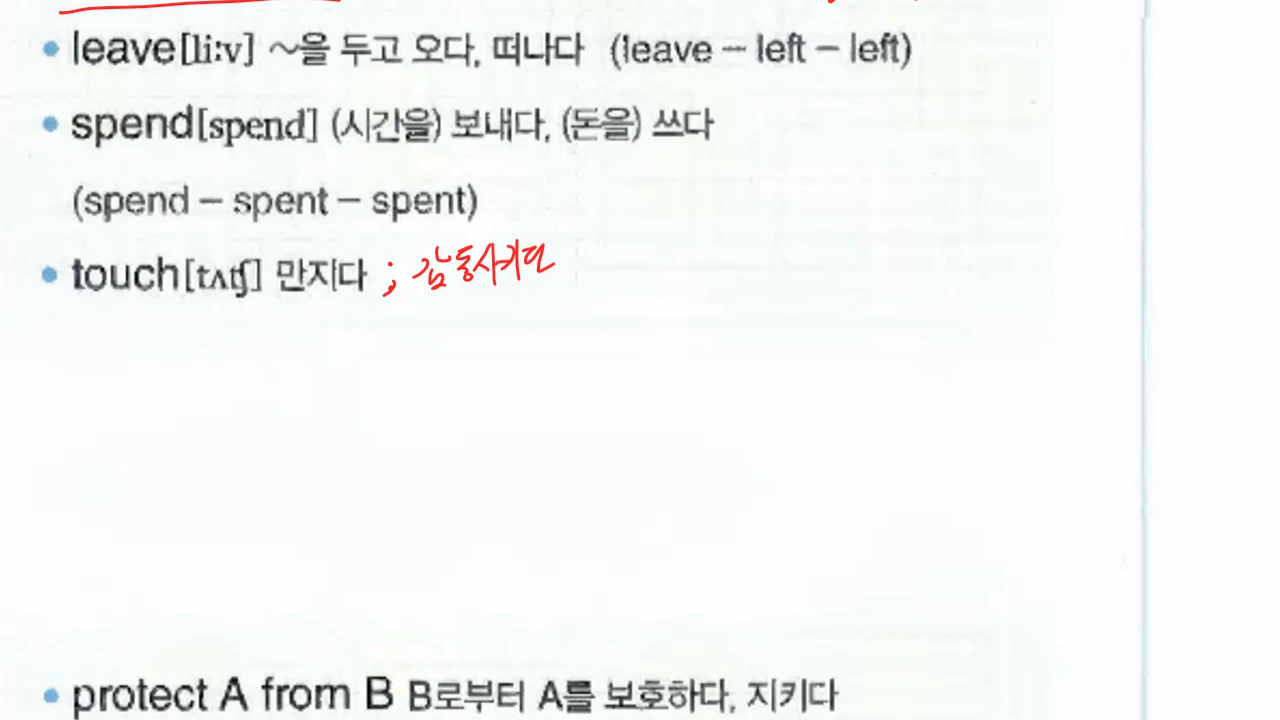 leave[liːv] ~을 두고 오다, 떠나다 (leave – left – left)
spend[spend] (시간을) 보내다, (돈을) 쓰다
(spend – spent – spent)
touch[tʌtʃ] 만지다 ; 감동시키다
protect A from B B로부터 A를 보호하다, 지키다